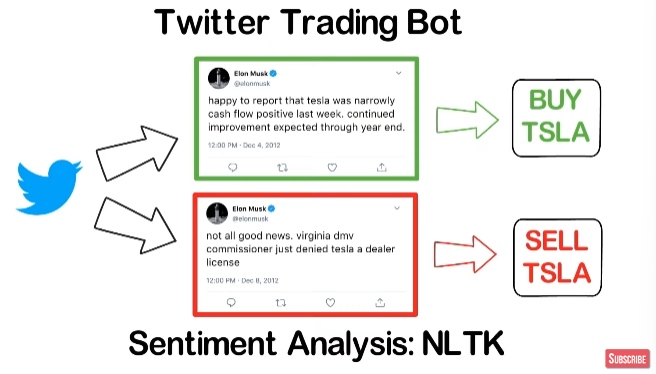 Twitter Trading Bot
Elon Musk
@elonmusk
happy to report that tesla was narrowly
cash flow positive last week. continued
improvement expected through year end.
12:00 PM · Dec 4, 2012
BUY
TSLA
Elon Musk
@elonmusk
not all good news. virginia dmv
commissioner just denied tesla a dealer
license
12:00 PM · Dec 8, 2012
SELL
TSLA
Sentiment Analysis: NLTK
SUBSCRIBE